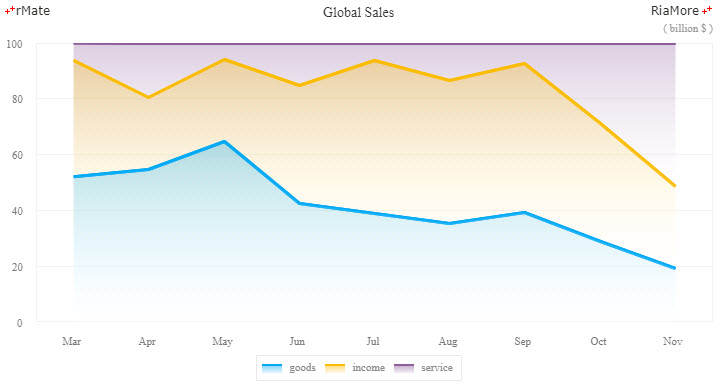 rMate
Global Sales
RiaMore
( billion $ )
100
80
60
40
20
0
Mar Apr May Jun Jul Aug Sep Oct Nov
goods income service